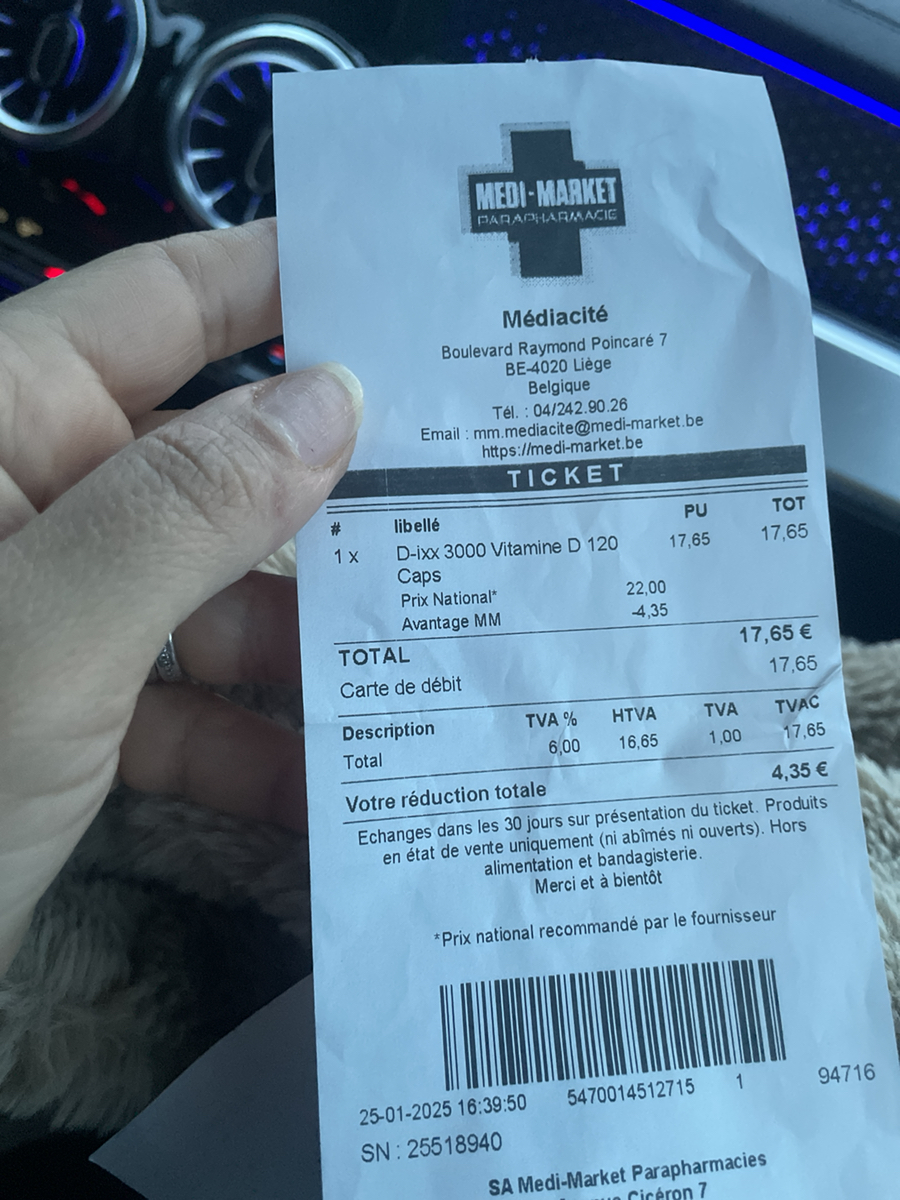 MEDI-MARKET
PARAPHARMACIE
Médiacité
Boulevard Raymond Poincaré 7
BE-4020 Liège
Belgique
Tél. : 04/242.90.26
Email : mm.mediacite@medi-market.be
https://medi-market.be
TICKET
# libellé PU TOT
1 x D-ixx 3000 Vitamine D 120 17,65 17,65
Caps
Prix National* 22,00
Avantage MM -4,35
TOTAL 17,65 €
Carte de débit 17,65
Description TVA % HTVA TVA TVAC
Total 6,00 16,65 1,00 17,65
Votre réduction totale 4,35 €
Echanges dans les 30 jours sur présentation du ticket. Produits
en état de vente uniquement (ni abîmés ni ouverts). Hors
alimentation et bandagisterie.
Merci et à bientôt
*Prix national recommandé par le fournisseur
25-01-2025 16:39:50 5470014512715 1 94716
SN : 25518940
SA Medi-Market Parapharmacies
Cicéron 7